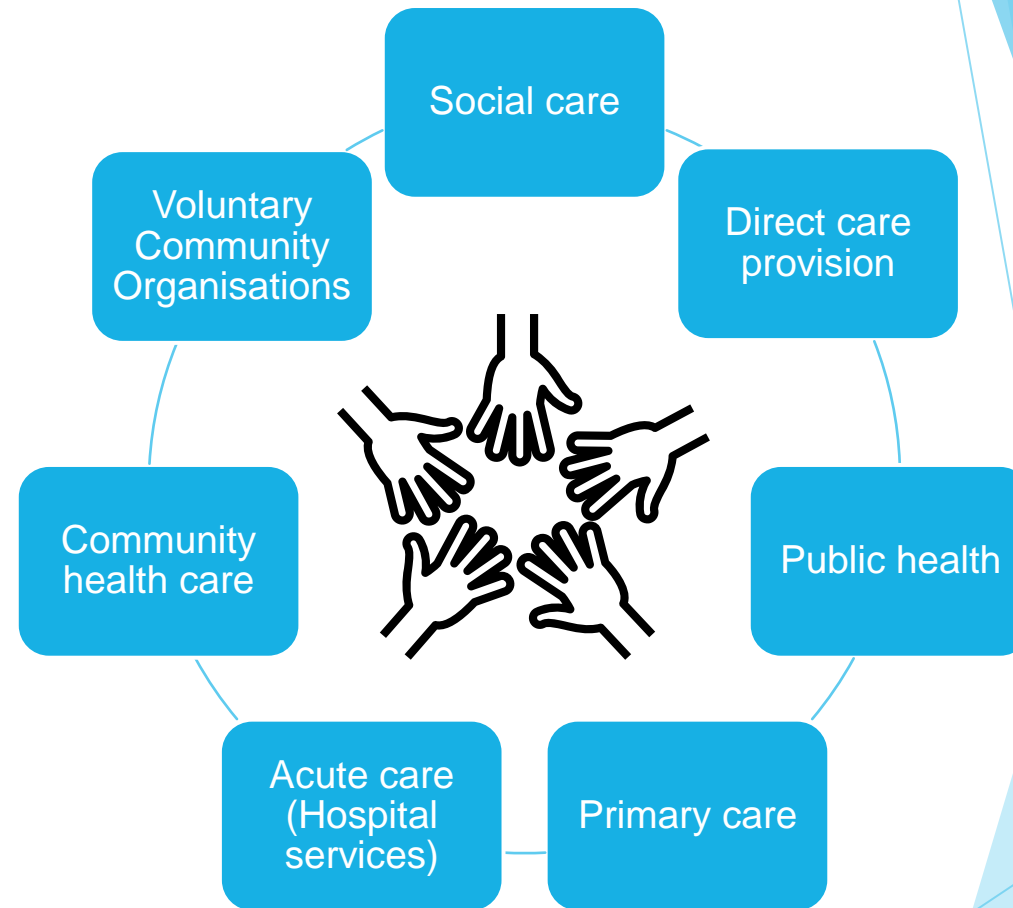 Social care
Direct care
provision
Public health
Primary care
Acute care
(Hospital
services)
Community
health care
Voluntary
Community
Organisations